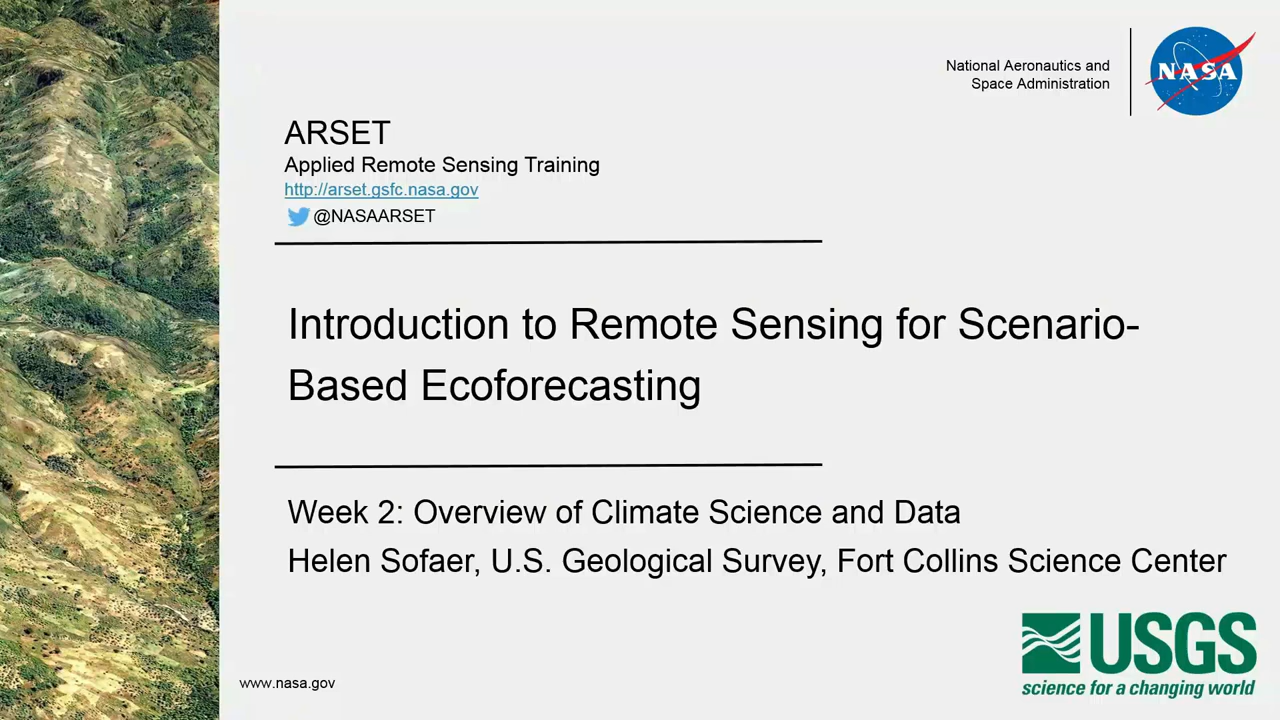 National Aeronautics and
Space Administration
NASA
ARSET
Applied Remote Sensing Training
http://arset.gsfc.nasa.gov
@NASAARSET
Introduction to Remote Sensing for Scenario-
Based Ecoforecasting
Week 2: Overview of Climate Science and Data
Helen Sofaer, U.S. Geological Survey, Fort Collins Science Center
USGS
science for a changing world
www.nasa.gov